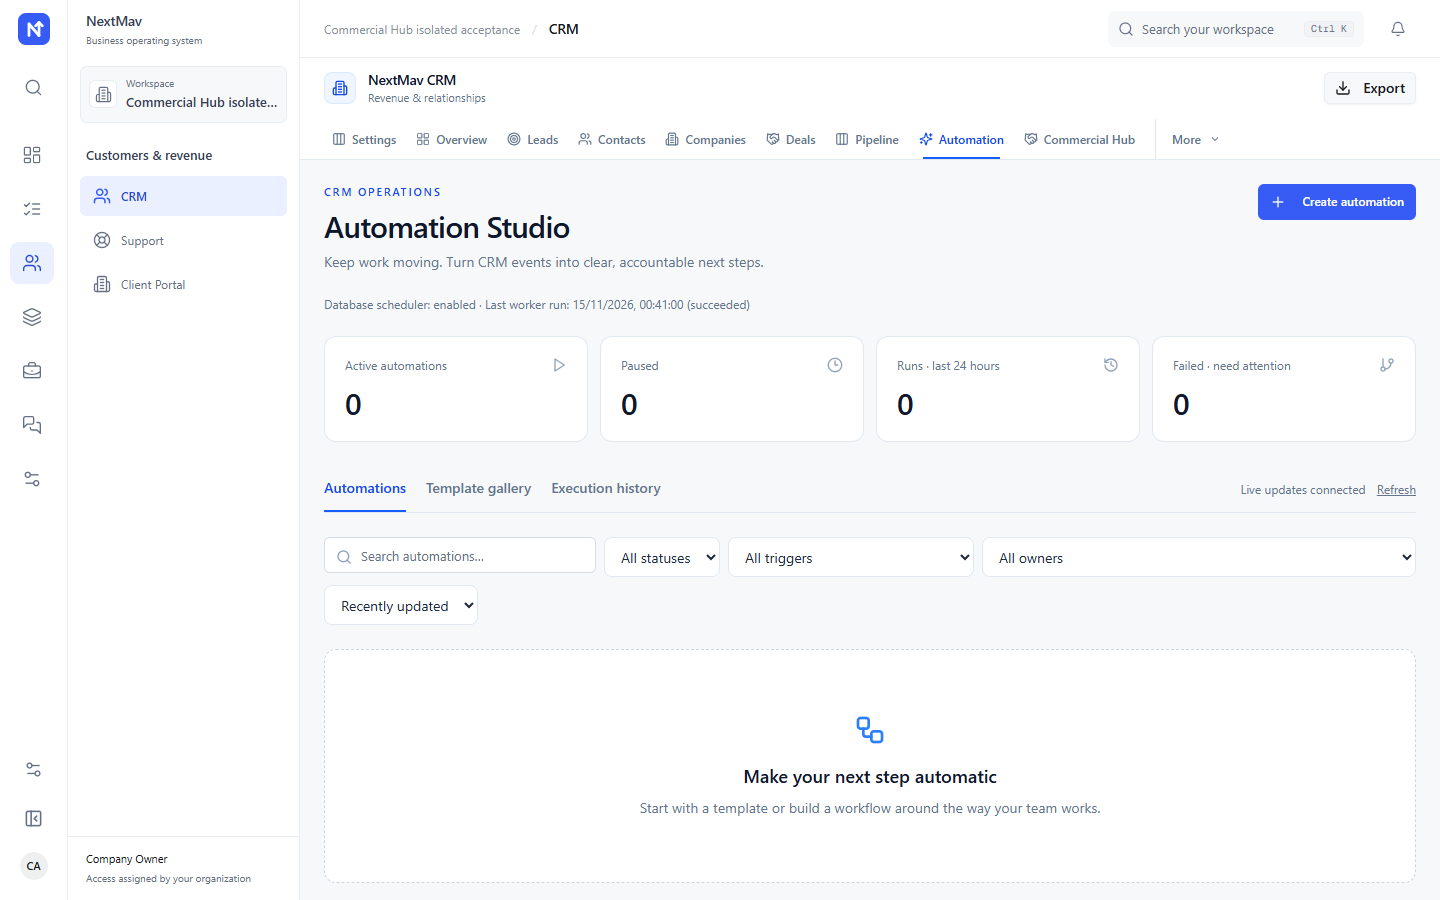 NextMav
Business operating system
Workspace
Commercial Hub isolate...
Customers & revenue
CRM
Support
Client Portal
CA
Company Owner
Access assigned by your organization
Commercial Hub isolated acceptance / CRM
Search your workspace Ctrl K
NextMav CRM
Revenue & relationships
Export
Settings Overview Leads Contacts Companies Deals Pipeline Automation Commercial Hub More
CRM OPERATIONS
Automation Studio
Keep work moving. Turn CRM events into clear, accountable next steps.
Create automation
Database scheduler: enabled · Last worker run: 15/11/2026, 00:41:00 (succeeded)
Active automations
0
Paused
0
Runs · last 24 hours
0
Failed · need attention
0
Automations Template gallery Execution history
Live updates connected Refresh
Search automations...
All statuses
All triggers
All owners
Recently updated
Make your next step automatic
Start with a template or build a workflow around the way your team works.